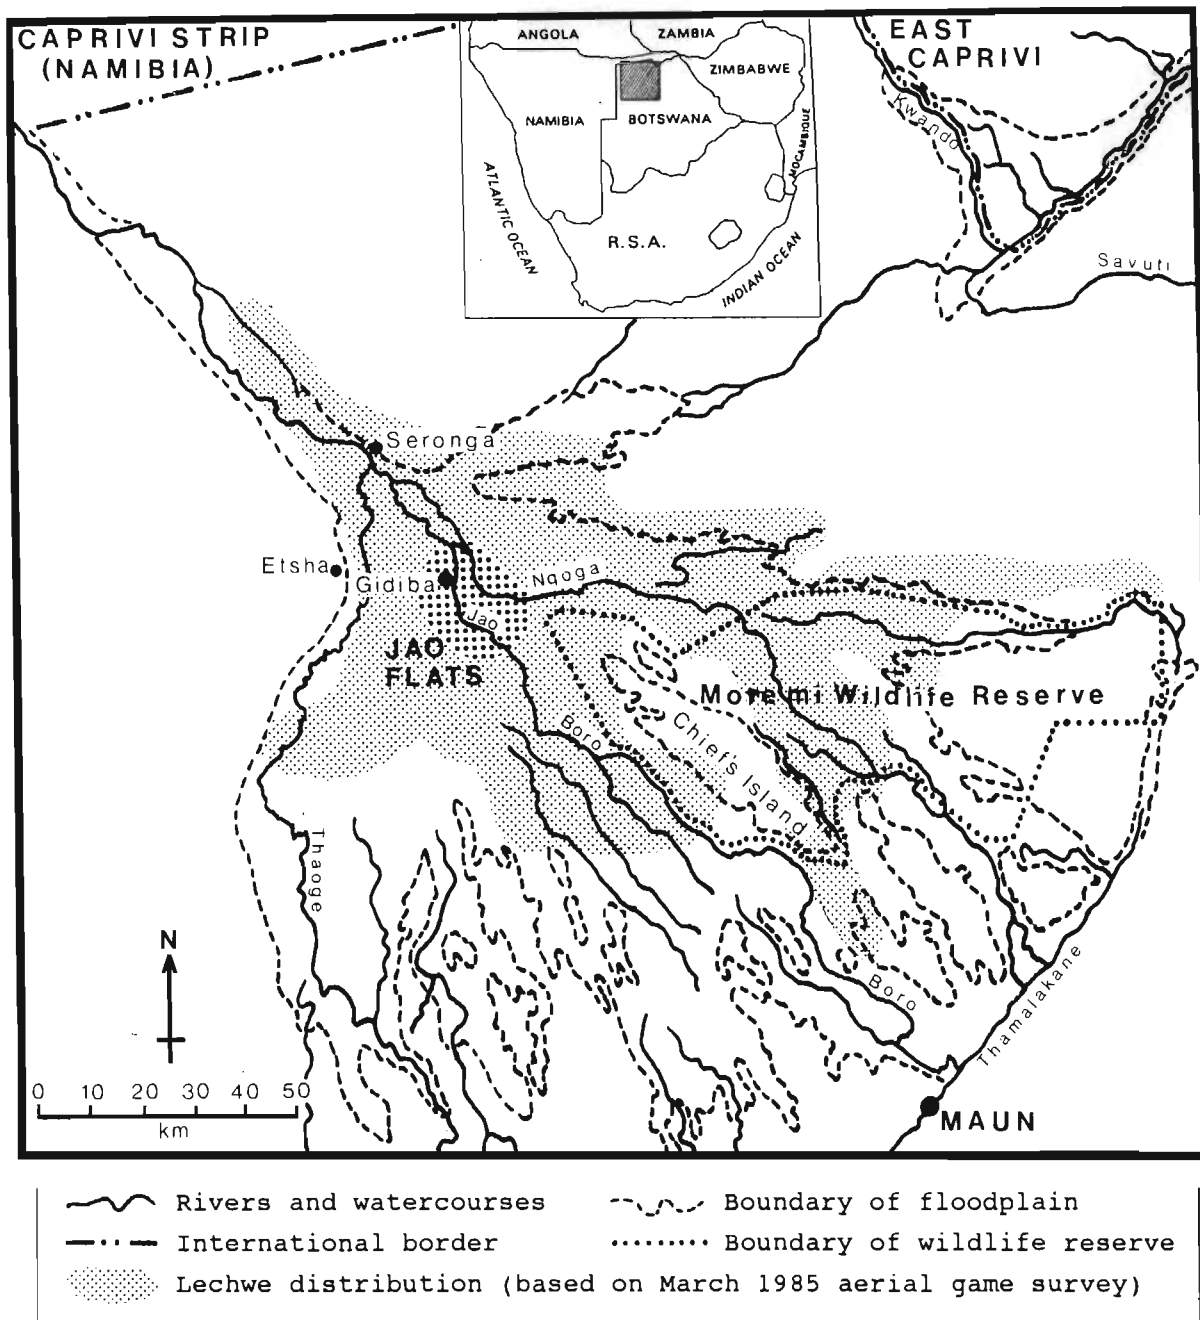 CAPRIVI STRIP
(NAMIBIA)
ANGOLA
ZAMBIA
ZIMBABWE
NAMIBIA
BOTSWANA
MOCAMBIQUE
ATLANTIC OCEAN
R.S.A.
INDIAN OCEAN
EAST
CAPRIVI
Kwando
Savuti
Seronga
Etsha
Gidiba
Nqoga
Jao
JAO
FLATS
Moremi Wildlife Reserve
Boro
Chiefs Island
Thaoge
N
Boro
Thamalakane
0 10 20 30 40 50
km
MAUN
Rivers and watercourses
Boundary of floodplain
International border
Boundary of wildlife reserve
Lechwe distribution (based on March 1985 aerial game survey)